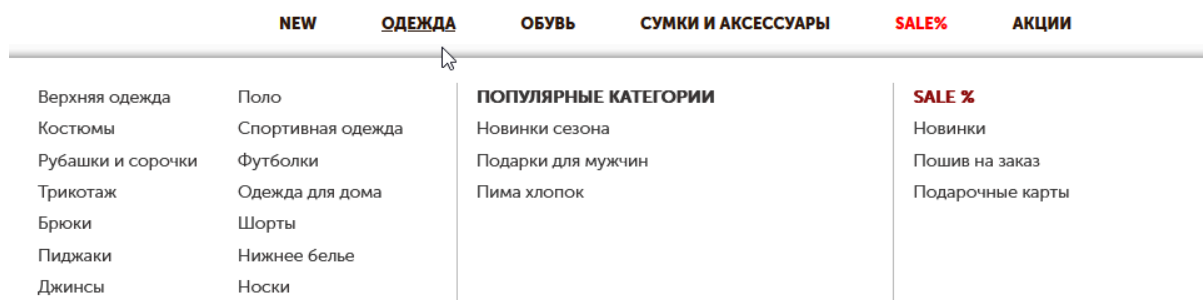 NEW
ОДЕЖДА
ОБУВЬ
СУМКИ И АКСЕССУАРЫ
SALE%
АКЦИИ
Верхняя одежда
Костюмы
Рубашки и сорочки
Трикотаж
Брюки
Пиджаки
Джинсы
Поло
Спортивная одежда
Футболки
Одежда для дома
Шорты
Нижнее белье
Носки
ПОПУЛЯРНЫЕ КАТЕГОРИИ
Новинки сезона
Подарки для мужчин
Пима хлопок
SALE %
Новинки
Пошив на заказ
Подарочные карты